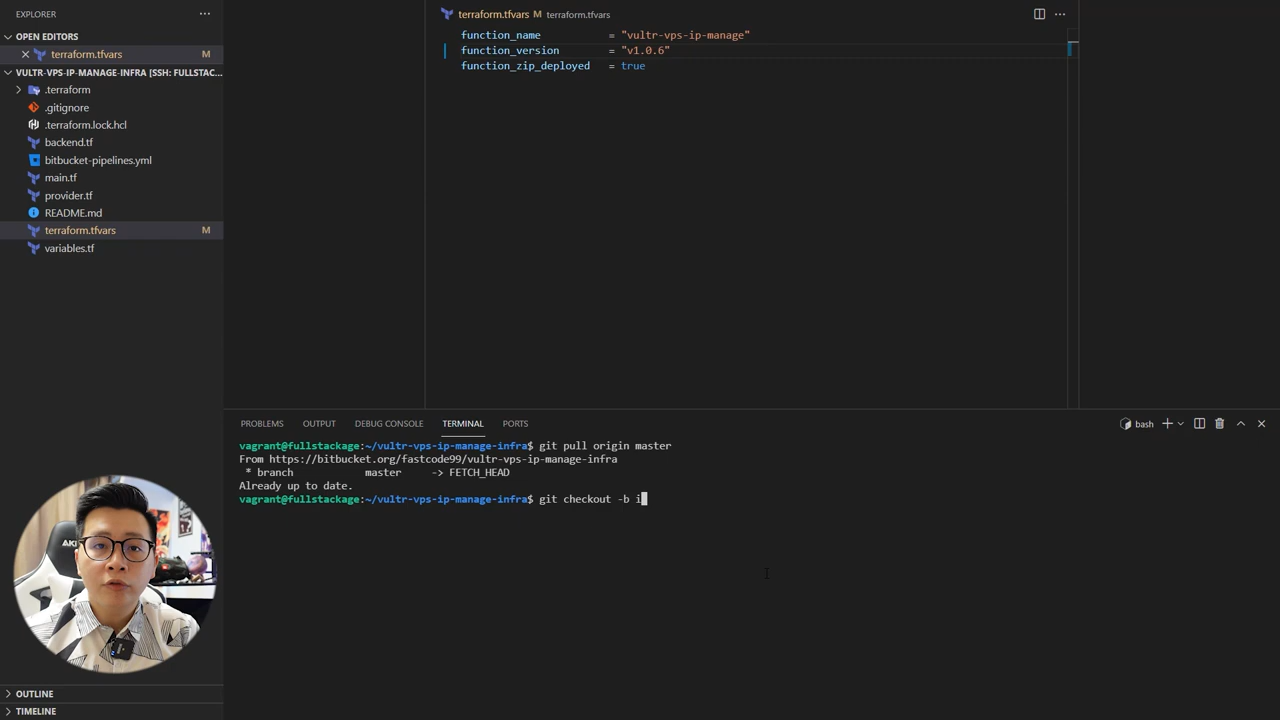 EXPLORER
···
OPEN EDITORS
terraform.tfvars M
VULTR-VPS-IP-MANAGE-INFRA [SSH: FULLSTAC...
.terraform
.gitignore
.terraform.lock.hcl
backend.tf
bitbucket-pipelines.yml
main.tf
provider.tf
README.md
terraform.tfvars M
variables.tf
OUTLINE
TIMELINE
terraform.tfvars M terraform.tfvars
···
function_name = "vultr-vps-ip-manage"
function_version = "v1.0.6"
function_zip_deployed = true
PROBLEMS OUTPUT DEBUG CONSOLE TERMINAL PORTS
bash
vagrant@fullstackage:~/vultr-vps-ip-manage-infra$ git pull origin master
From https://bitbucket.org/fastcode99/vultr-vps-ip-manage-infra
* branch master -> FETCH_HEAD
Already up to date.
vagrant@fullstackage:~/vultr-vps-ip-manage-infra$ git checkout -b i